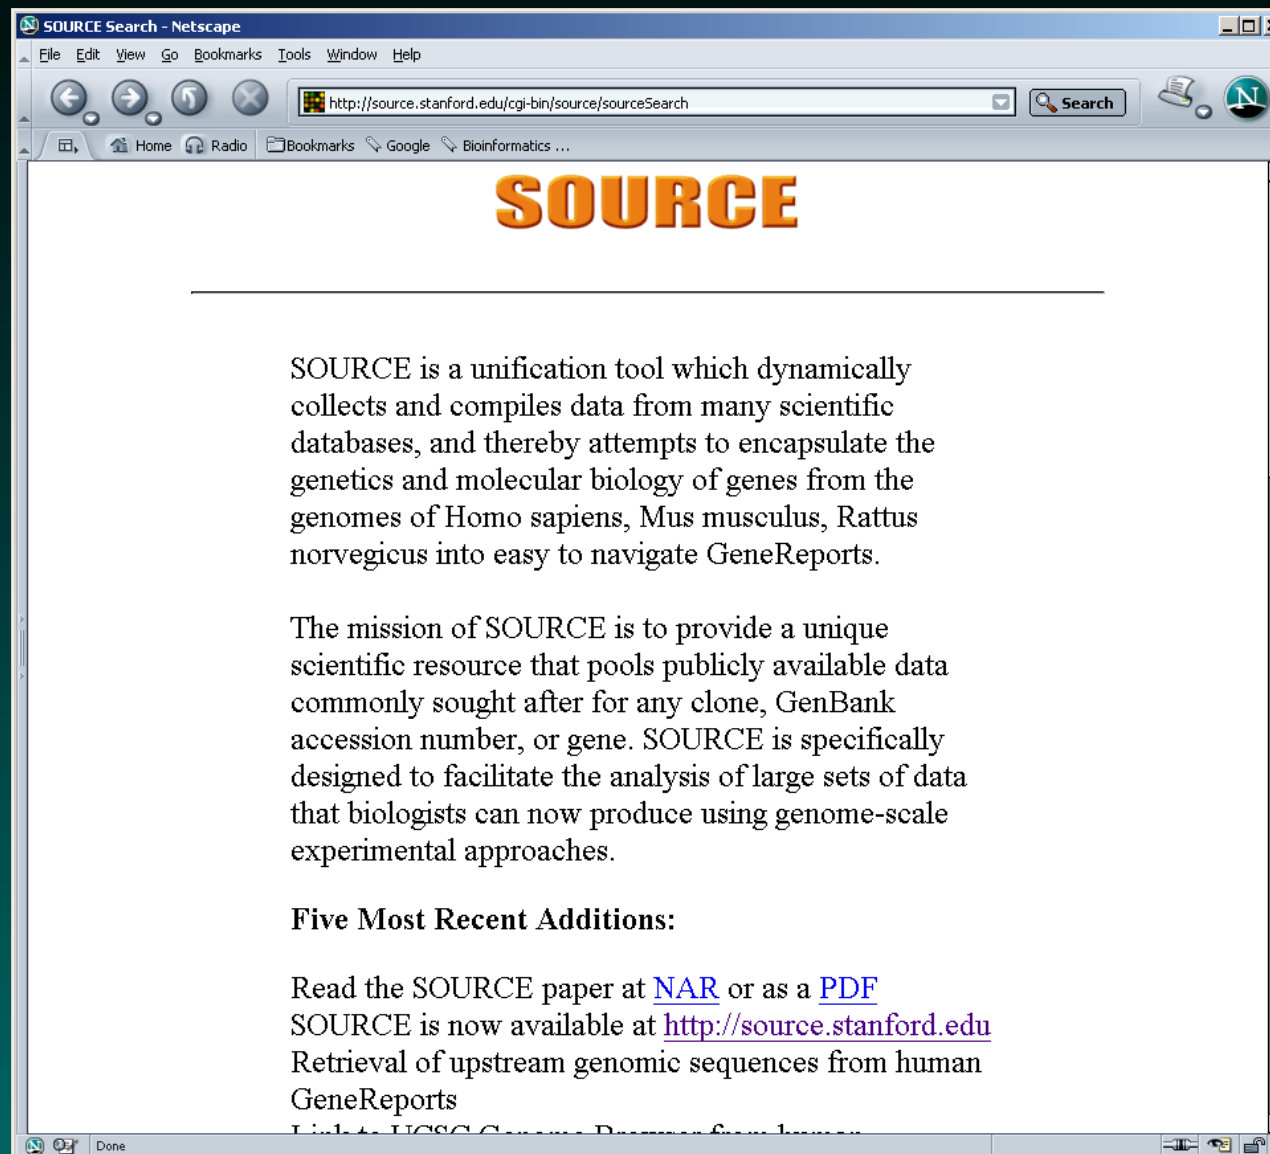 SOURCE Search - Netscape
File Edit View Go Bookmarks Tools Window Help
http://source.stanford.edu/cgi-bin/source/sourceSearch Search N
Home Radio Bookmarks Google Bioinformatics ...
SOURCE
SOURCE is a unification tool which dynamically
collects and compiles data from many scientific
databases, and thereby attempts to encapsulate the
genetics and molecular biology of genes from the
genomes of Homo sapiens, Mus musculus, Rattus
norvegicus into easy to navigate GeneReports.
The mission of SOURCE is to provide a unique
scientific resource that pools publicly available data
commonly sought after for any clone, GenBank
accession number, or gene. SOURCE is specifically
designed to facilitate the analysis of large sets of data
that biologists can now produce using genome-scale
experimental approaches.
Five Most Recent Additions:
Read the SOURCE paper at NAR or as a PDF
SOURCE is now available at http://source.stanford.edu
Retrieval of upstream genomic sequences from human
GeneReports
Link to UCSC Genome Browser from human
Done